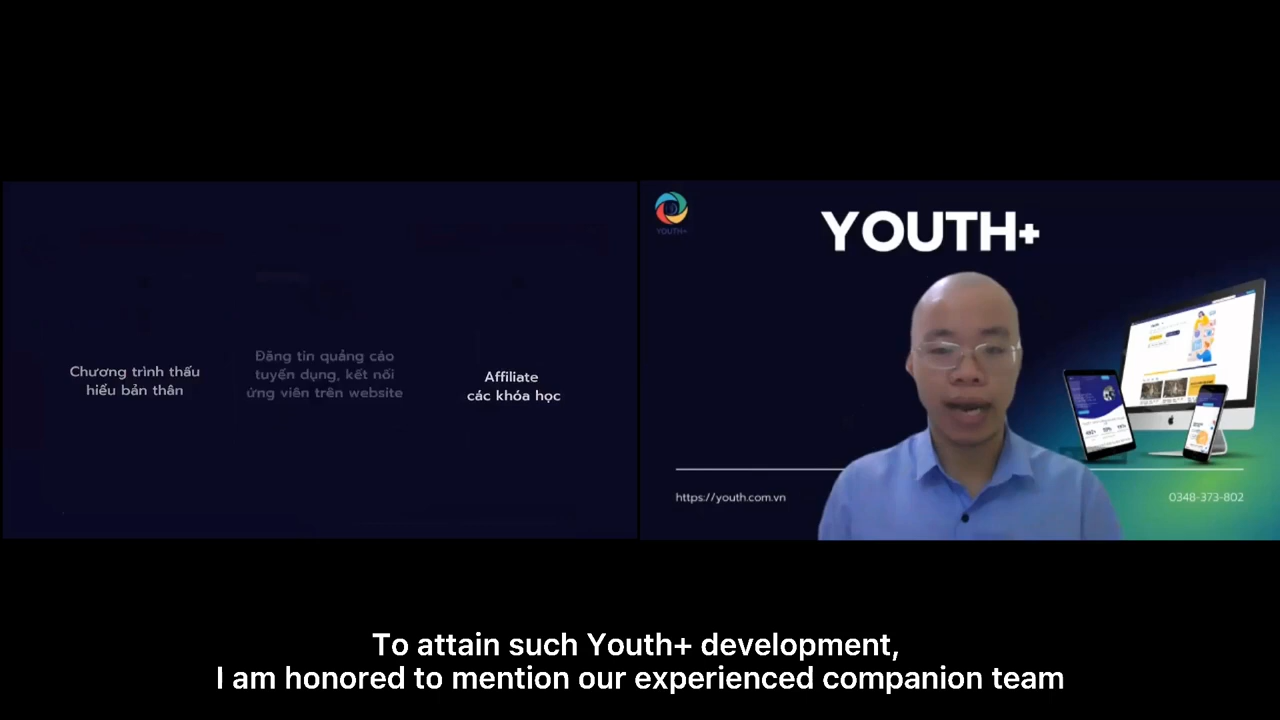 Chương trình thấu
hiểu bản thân
Đăng tin quảng cáo
tuyển dụng, kết nối
ứng viên trên website
Affiliate
các khóa học
YOUTH+
YOUTH+
https://youth.com.vn
0348-373-802
To attain such Youth+ development,
I am honored to mention our experienced companion team